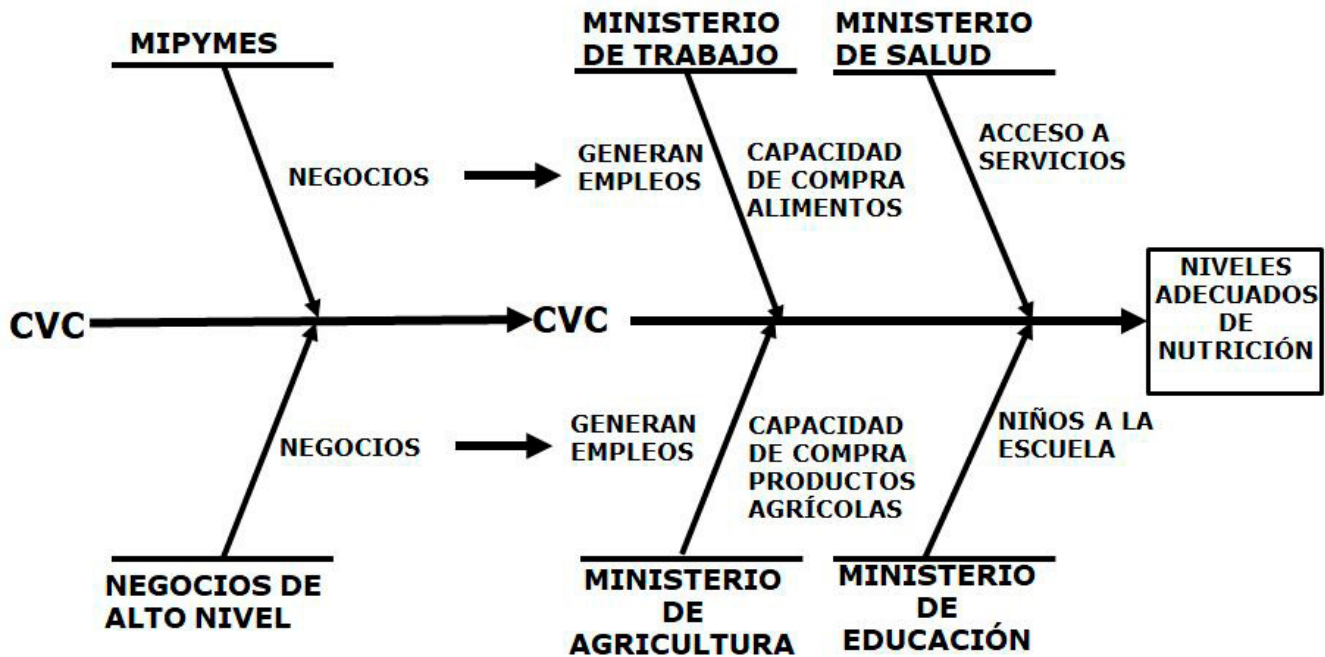 MIPYMES
MINISTERIO
DE TRABAJO
MINISTERIO
DE SALUD
NEGOCIOS
GENERAN
EMPLEOS
CAPACIDAD
DE COMPRA
ALIMENTOS
ACCESO A
SERVICIOS
CVC
CVC
NIVELES
ADECUADOS
DE
NUTRICIÓN
NEGOCIOS
GENERAN
EMPLEOS
CAPACIDAD
DE COMPRA
PRODUCTOS
AGRÍCOLAS
NIÑOS A LA
ESCUELA
NEGOCIOS DE
ALTO NIVEL
MINISTERIO
DE
AGRICULTURA
MINISTERIO
DE
EDUCACIÓN